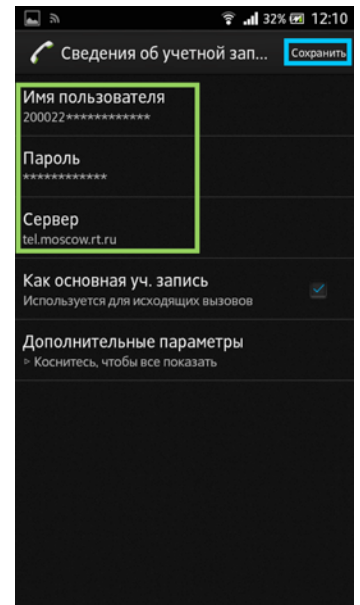 32% 12:10
Сведения об учетной зап... Сохранить
Имя пользователя
200022************
Пароль
************
Сервер
tel.moscow.rt.ru
Как основная уч. запись
Используется для исходящих вызовов
Дополнительные параметры
▹ Коснитесь, чтобы все показать